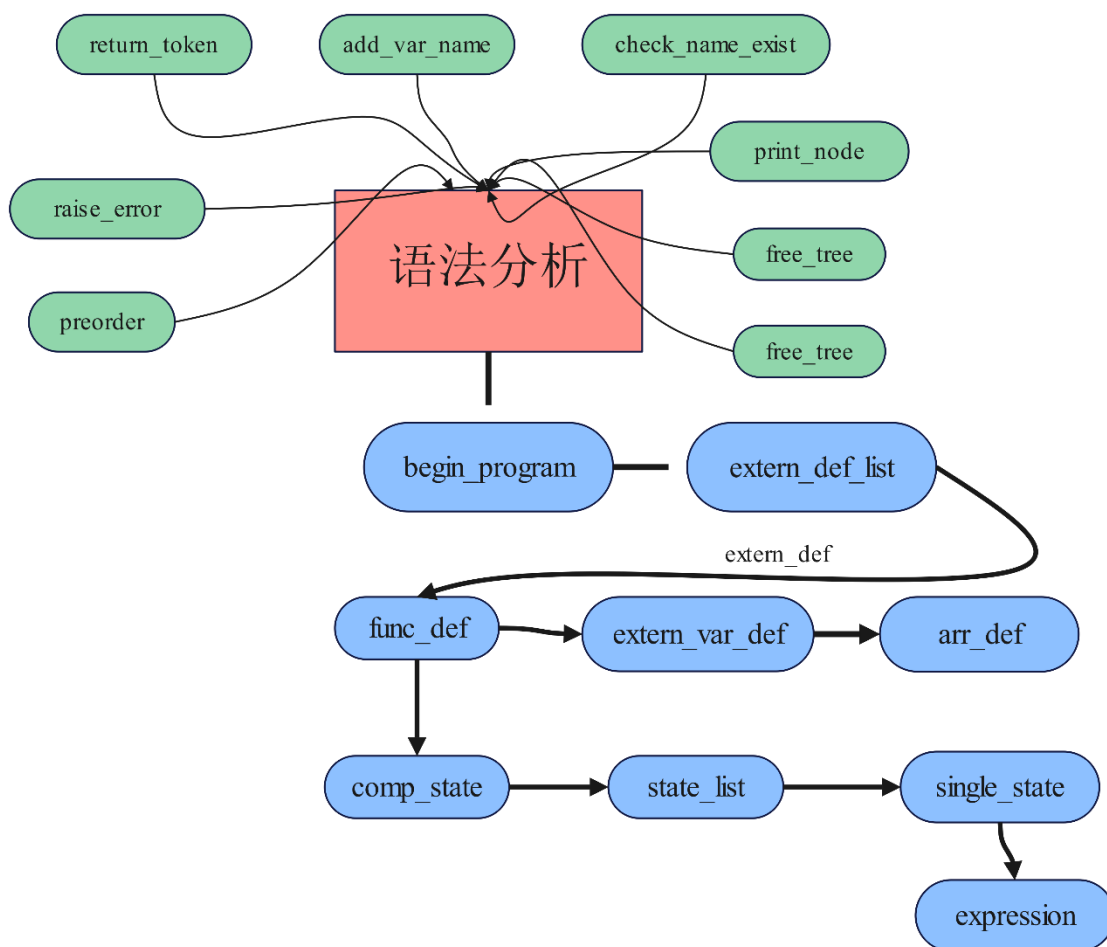 return_token
add_var_name
check_name_exist
print_node
raise_error
语法分析
free_tree
preorder
free_tree
begin_program
extern_def_list
extern_def
func_def
extern_var_def
arr_def
comp_state
state_list
single_state
expression